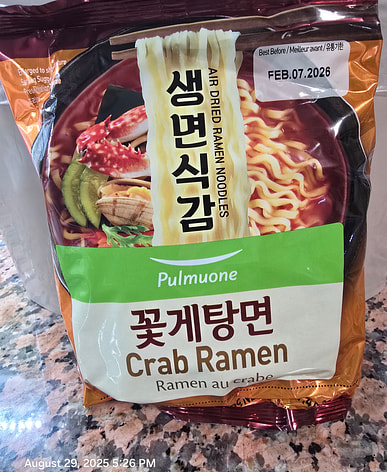 Best Before / Meilleur avant / 유통기한
FEB.07.2026
생면식감
AIR DRIED RAMEN NOODLES
Pulmuone
꽃게탕면
Crab Ramen
Ramen au crabe
August 29, 2025 5:26 PM